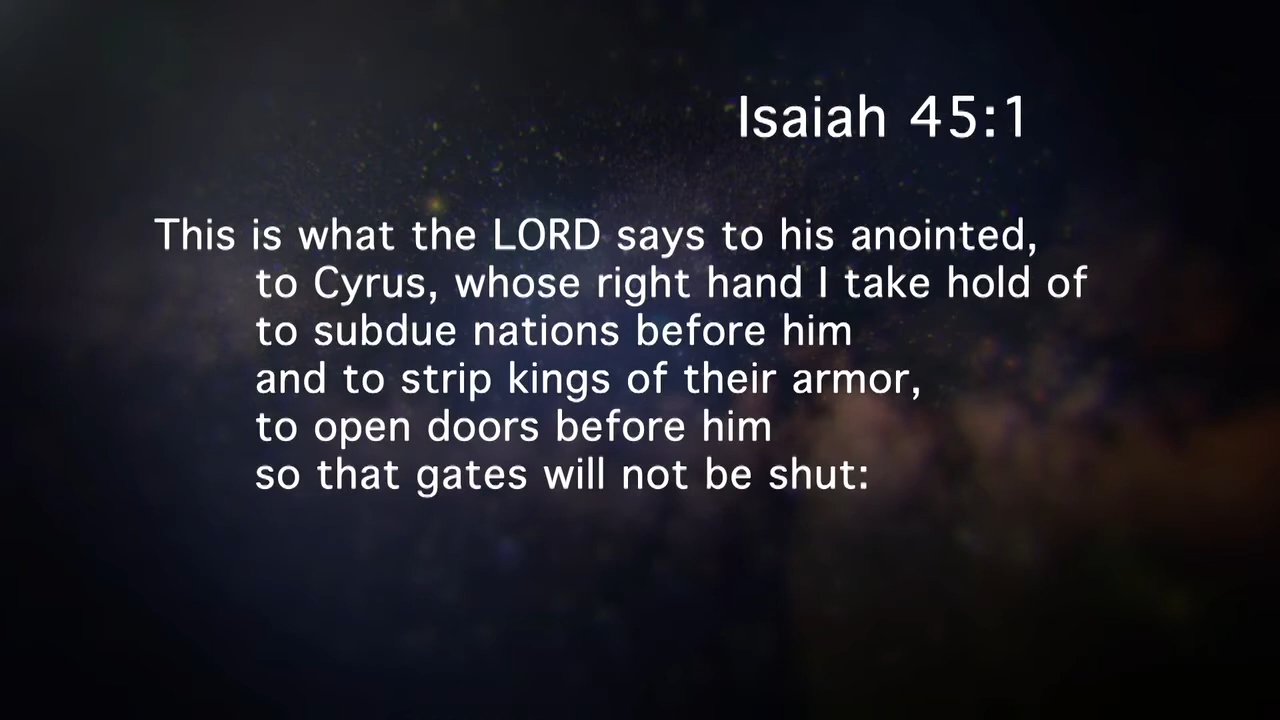 Isaiah 45:1
This is what the LORD says to his anointed,
to Cyrus, whose right hand I take hold of
to subdue nations before him
and to strip kings of their armor,
to open doors before him
so that gates will not be shut: